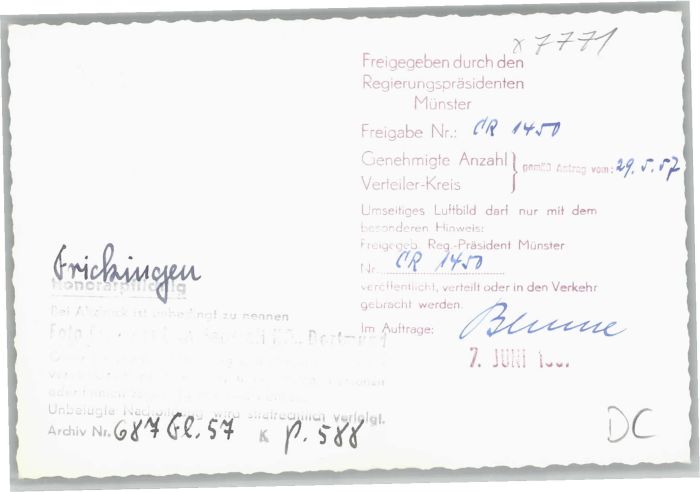 x 7771
Freigegeben durch den
Regierungspräsidenten
Münster
Freigabe Nr.: CR 1450
Genehmigte Anzahl } gemäß Antrag vom: 29.5.57
Verteiler-Kreis
Umseitiges Luftbild darf nur mit dem
besonderen Hinweis:
Freigegeb. Reg.-Präsident Münster
Nr. CR 1450
veröffentlicht, verteilt oder in den Verkehr
gebracht werden.
Im Auftrage: Blume
7. JUNI
Frickingen
Honorarpflichtig
Bei Abdruck ist unbedingt zu nennen
Foto
Dortmund
Unbefugte Nachbildung wird strafrechtlich verfolgt.
Archiv Nr. 687 Gl. 57 K p. 588
DC